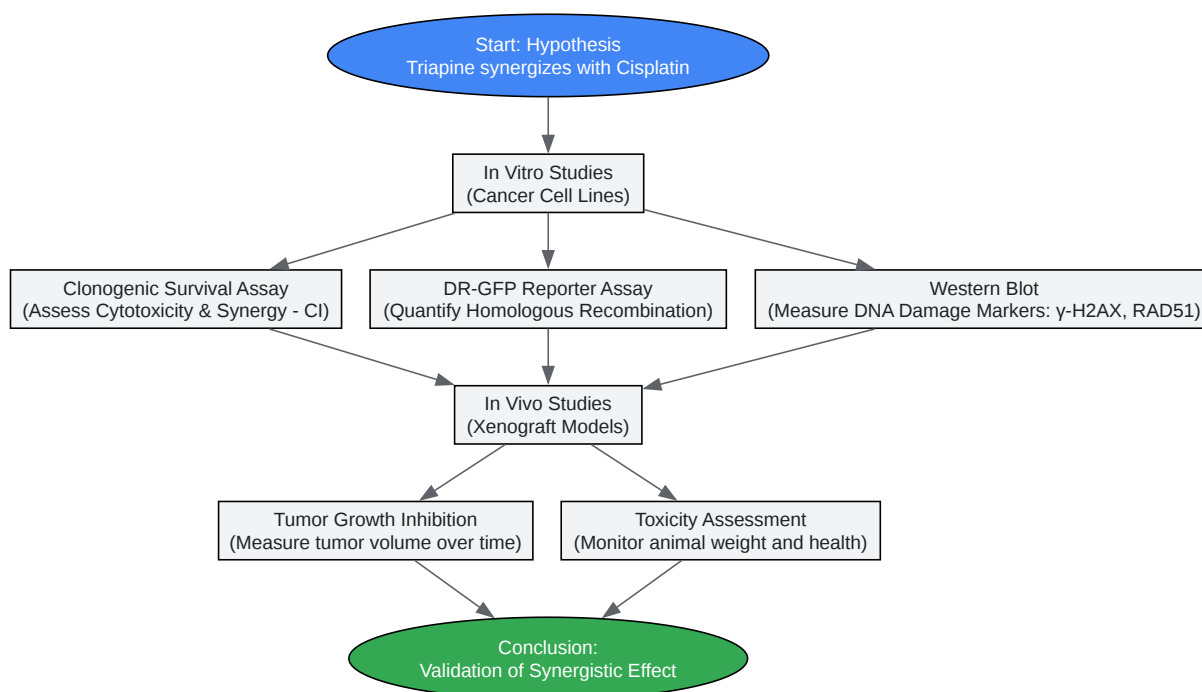 Start: Hypothesis
Triapine synergizes with Cisplatin
In Vitro Studies
(Cancer Cell Lines)
Clonogenic Survival Assay
(Assess Cytotoxicity & Synergy - CI)
DR-GFP Reporter Assay
(Quantify Homologous Recombination)
Western Blot
(Measure DNA Damage Markers: γ-H2AX, RAD51)
In Vivo Studies
(Xenograft Models)
Tumor Growth Inhibition
(Measure tumor volume over time)
Toxicity Assessment
(Monitor animal weight and health)
Conclusion:
Validation of Synergistic Effect